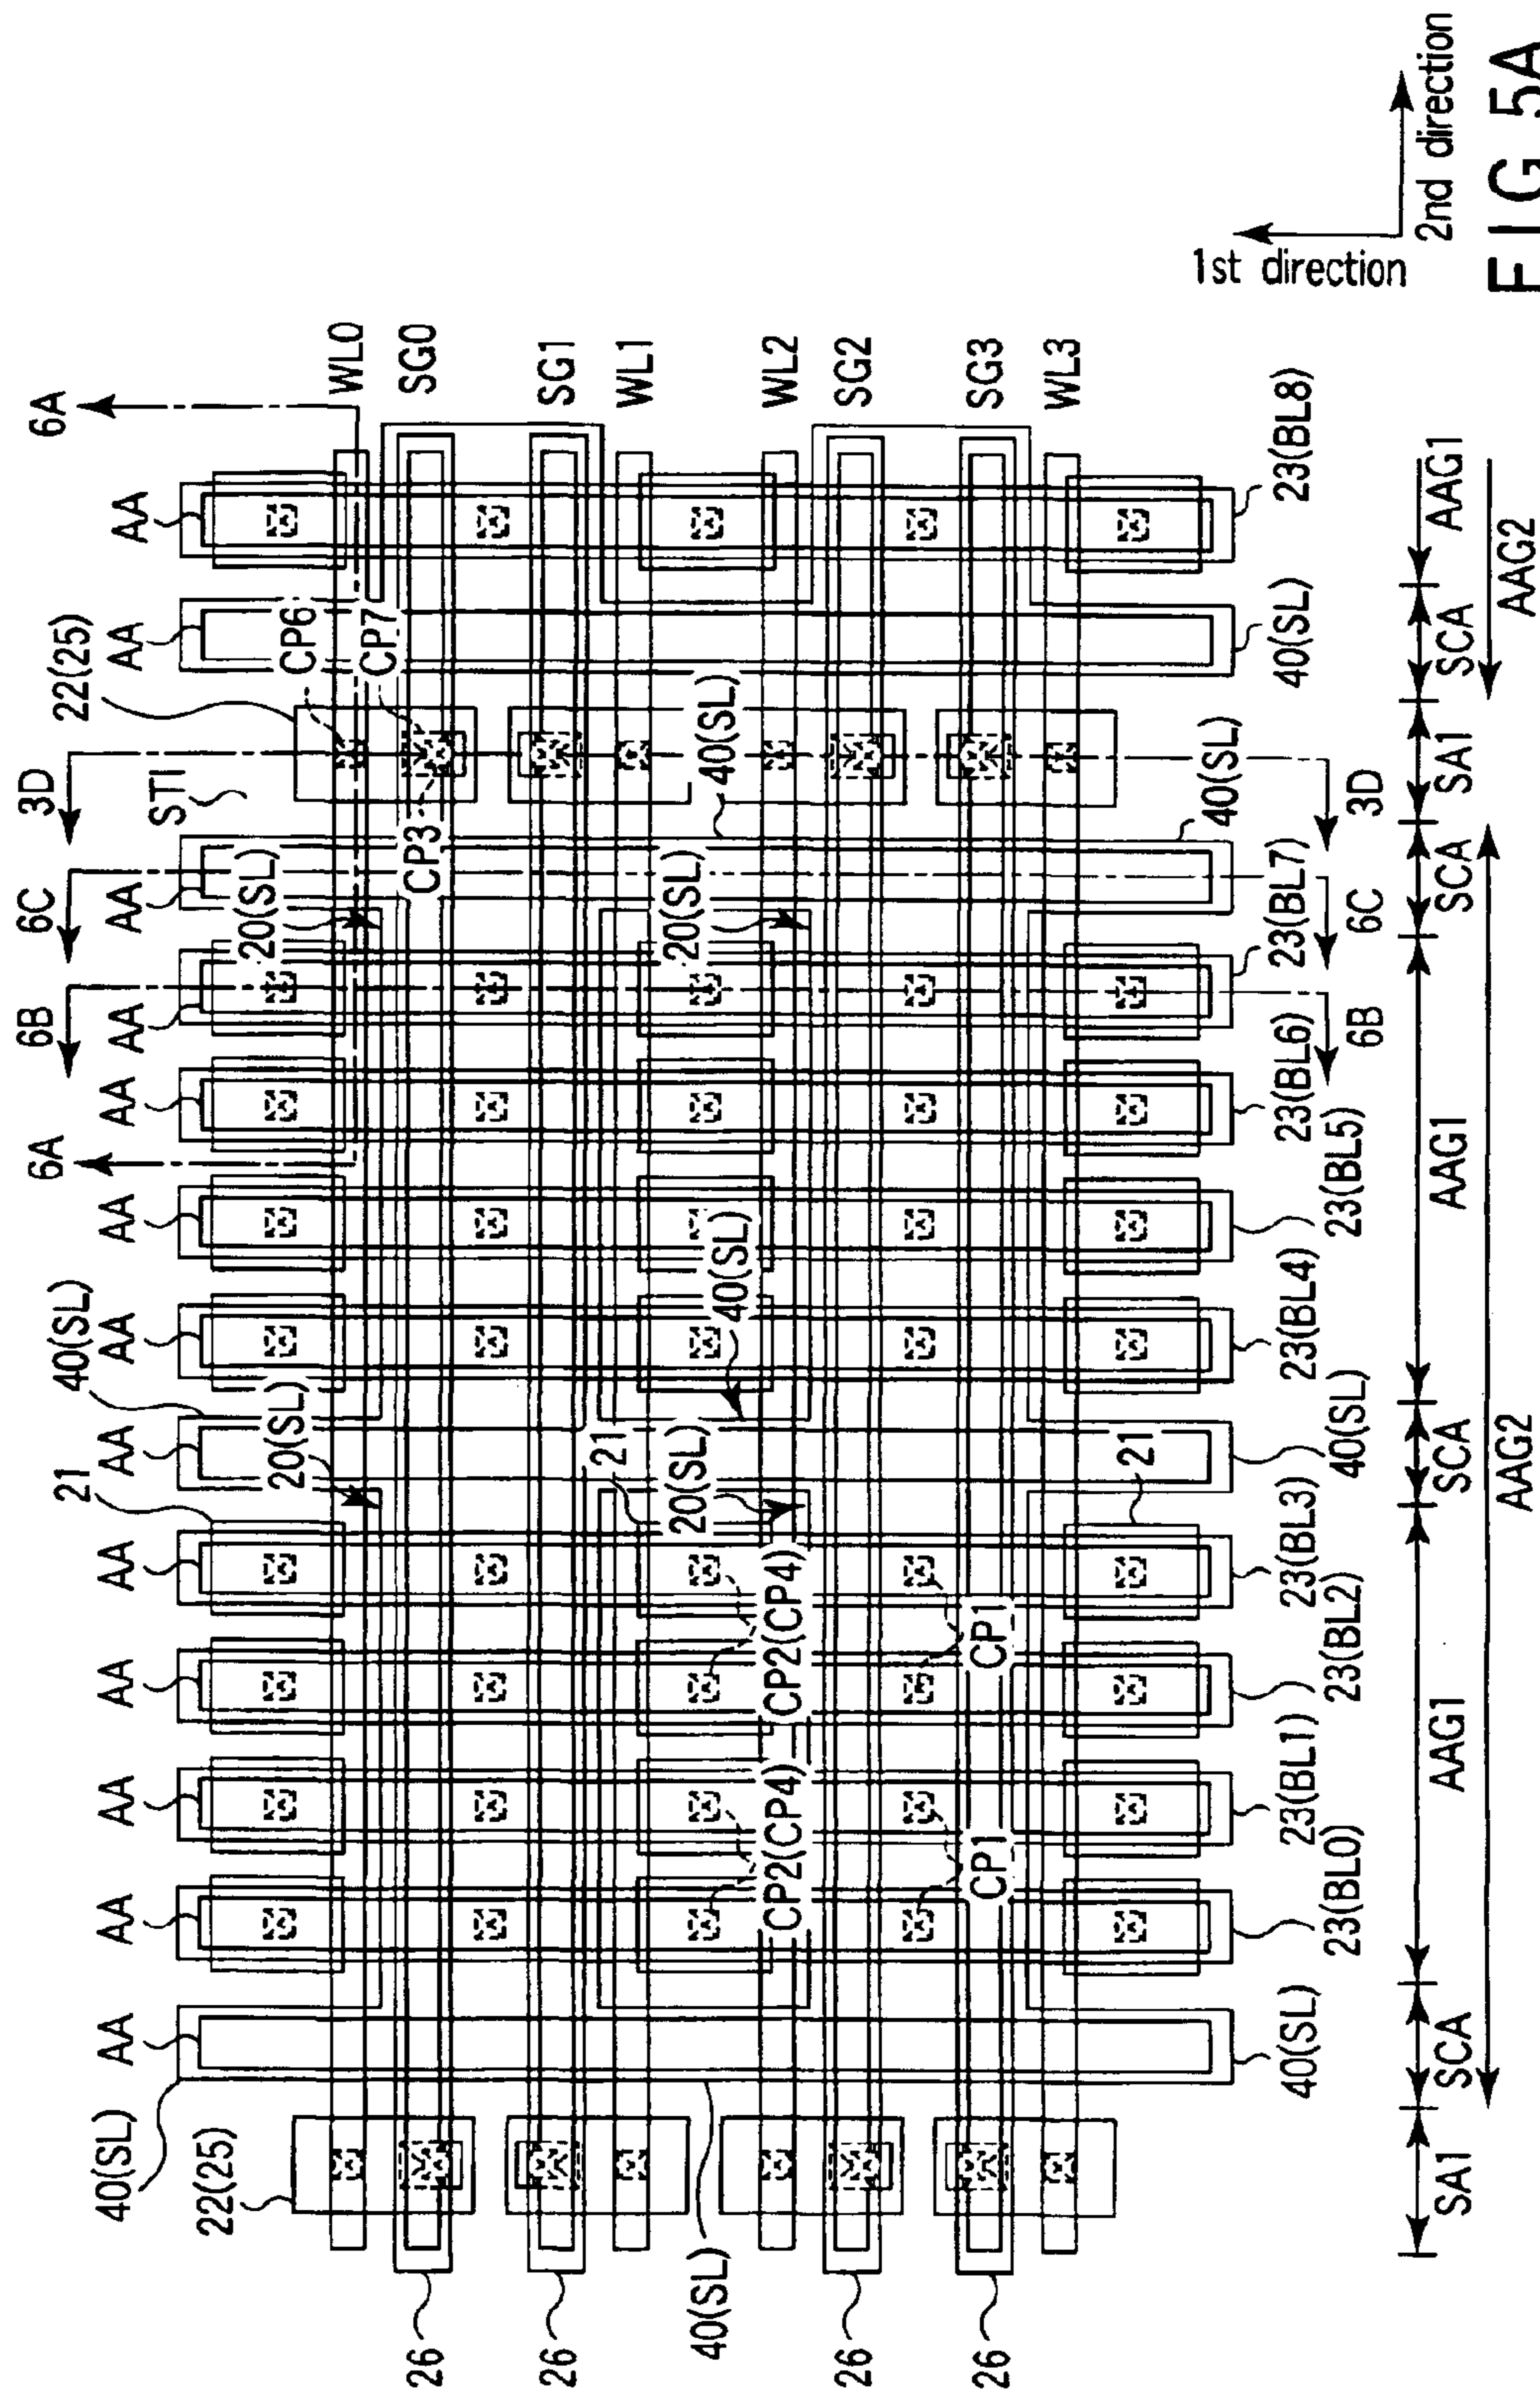 6A
6B
6C
3D
6A
21
40(SL)
22(25)
40(SL)
AA
AA
AA
AA
AA
AA
AA
AA
AA
AA
AA
AA
AA
STI
22(25)
20(SL)
20(SL)
CP6
WL0
CP7
26
SG0
CP3
26
SG1
21
WL1
40(SL)
20(SL)
40(SL)
20(SL)
40(SL)
CP2(CP4)
CP2(CP4)
WL2
26
SG2
26
CP1
CP1
SG3
WL3
21
40(SL)
23(BL0)
23(BL1)
23(BL2)
23(BL3)
40(SL)
23(BL4)
23(BL5)
23(BL6)
23(BL7)
40(SL)
40(SL)
23(BL8)
6B
6C
3D
SA1
SCA
AAG1
SCA
AAG1
SCA
SA1
SCA
AAG1
AAG2
AAG2
1st direction
2nd direction
FIG. 5A